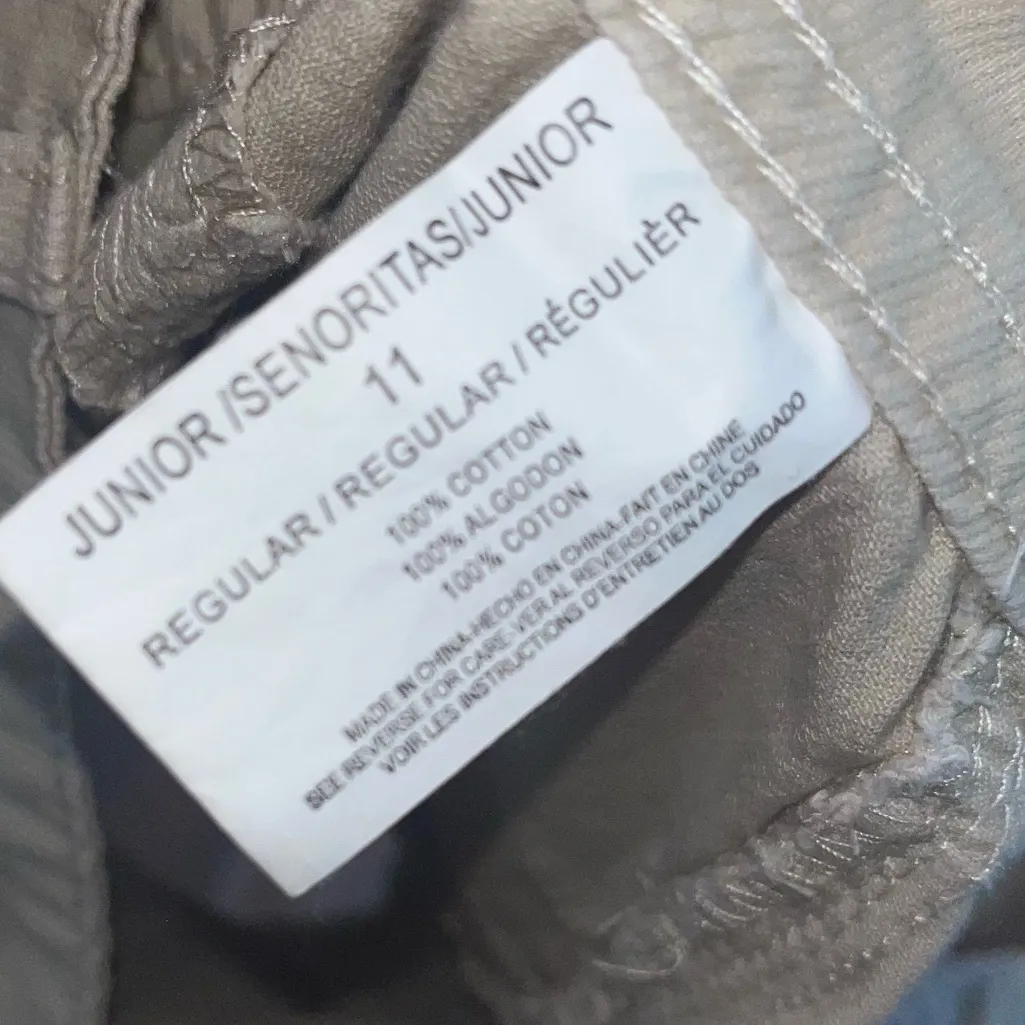 JUNIOR /SENORITAS/JUNIOR
11
REGULAR / REGULAR / RÉGULIÈR
100% COTTON
100% ALGODON
100% COTON
MADE IN CHINA-HECHO EN CHINA-FAIT EN CHINE
SEE REVERSE FOR CARE-VER AL REVERSO PARA EL CUIDADO
VOIR LES INSTRUCTIONS D'ENTRETIEN AU DOS